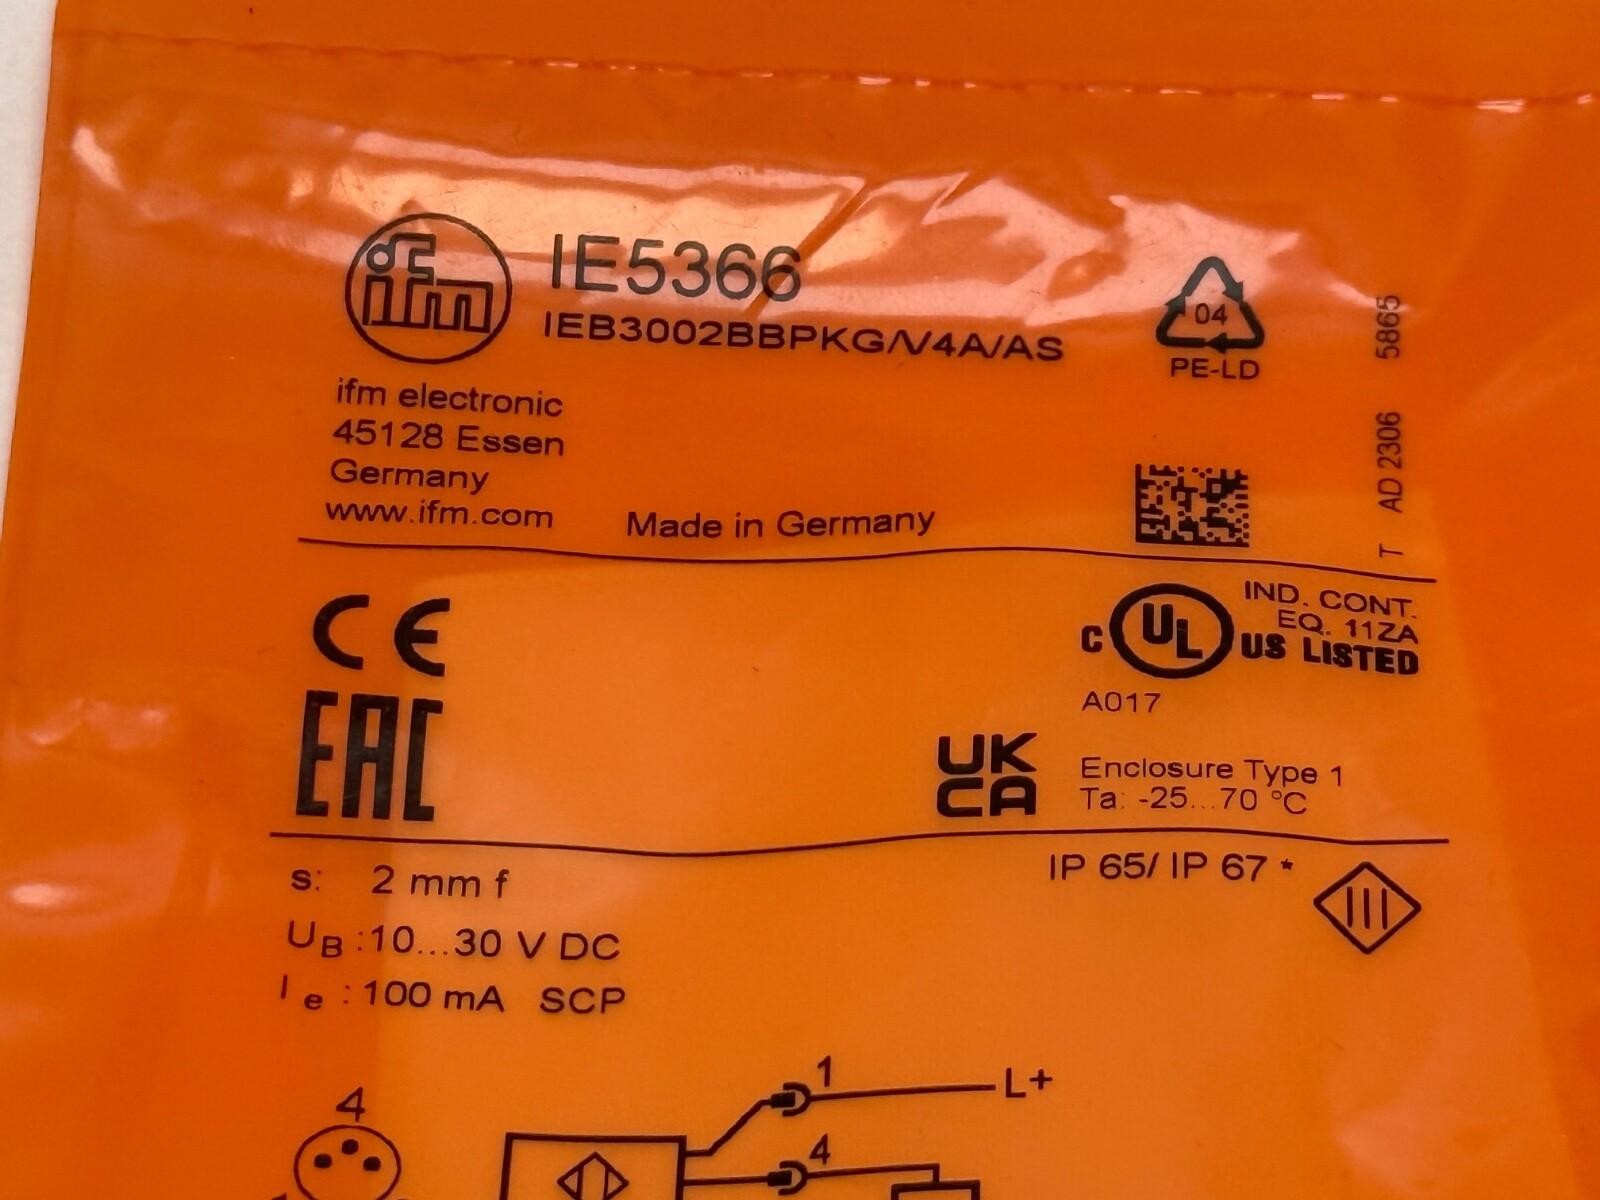 ifm
IE5366
IEB3002BBPKG/V4A/AS
04
PE-LD
ifm electronic
45128 Essen
Germany
www.ifm.com
Made in Germany
T AD 2306 5865
CE
EAC
C UL US LISTED
IND. CONT.
EQ. 11ZA
A017
UK
CA
Enclosure Type 1
Ta: -25...70 °C
s: 2 mm f
IP 65/ IP 67 *
III
UB :10...30 V DC
Ie : 100 mA SCP
1
L+
4
4